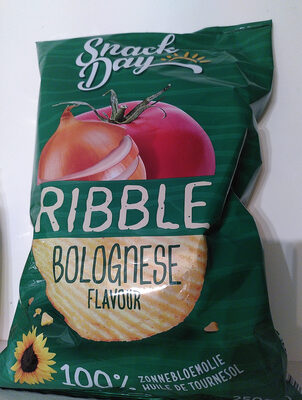 Snack
Day
RIBBLE
BOLOGNESE
FLAVOUR
100%
ZONNEBLOEMOLIE
HUILE DE TOURNESOL